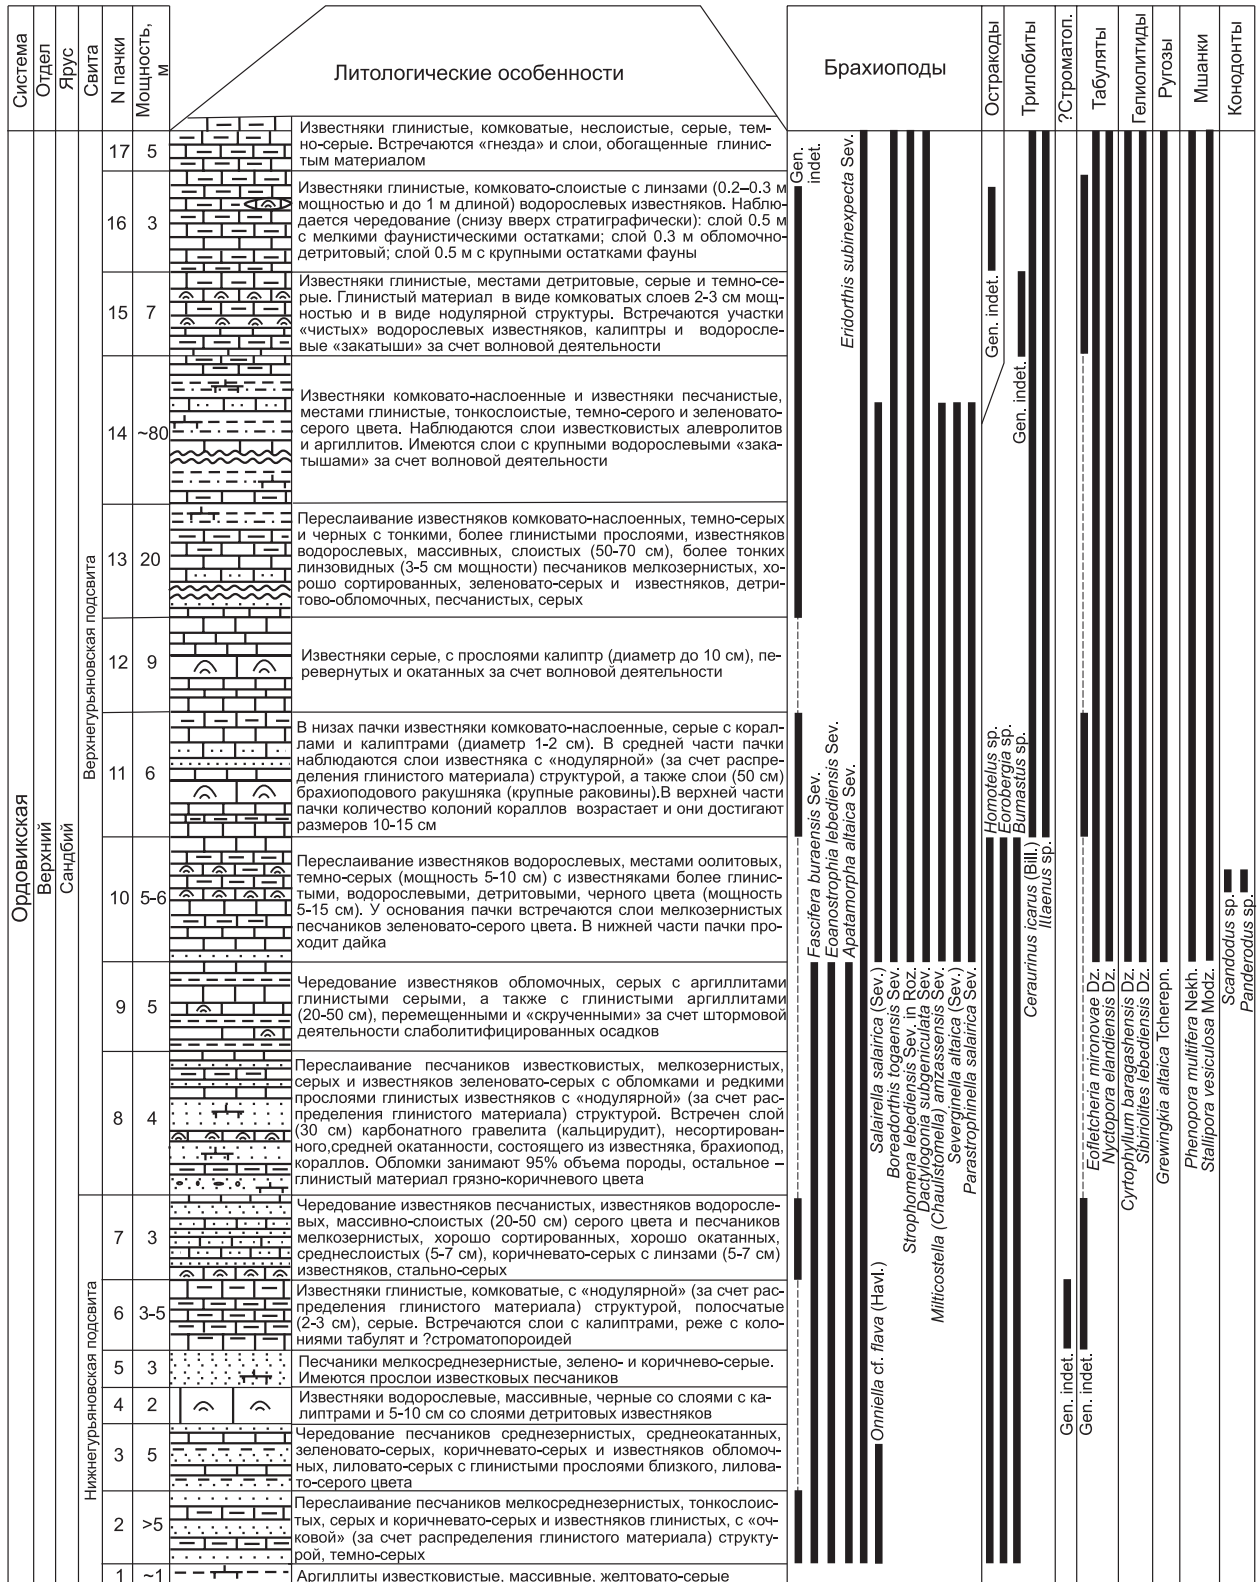 Система
Отдел
Ярус
Свита
N пачки
Мощность, м
Литологические особенности
Брахиоподы
Остракоды
Трилобиты
?Строматоп.
Табуляты
Гелиолитиды
Ругозы
Мшанки
Конодонты
Ордовикская
Верхний
Сандбий
Верхнегурьяновская подсвита
Нижнегурьяновская подсвита
17 5
Известняки глинистые, комковатые, неслоистые, серые, тем-
но-серые. Встречаются «гнезда» и слои, обогащенные глинис-
тым материалом
16 3
Известняки глинистые, комковато-слоистые с линзами (0.2–0.3 м
мощностью и до 1 м длиной) водорослевых известняков. Наблю-
дается чередование (снизу вверх стратиграфически): слой 0.5 м
с мелкими фаунистическими остатками; слой 0.3 м обломочно-
детритовый; слой 0.5 м с крупными остатками фауны
15 7
Известняки глинистые, местами детритовые, серые и темно-се-
рые. Глинистый материал в виде комковатых слоев 2-3 см мощ-
ностью и в виде нодулярной структуры. Встречаются участки
«чистых» водорослевых известняков, калиптры и водоросле-
вые «закатыши» за счет волновой деятельности
14 ~80
Известняки комковато-наслоенные и известняки песчанистые,
местами глинистые, тонкослоистые, темно-серого и зеленовато-
серого цвета. Наблюдаются слои известковистых алевролитов
и аргиллитов. Имеются слои с крупными водорослевыми «зака-
тышами» за счет волновой деятельности
13 20
Переслаивание известняков комковато-наслоенных, темно-серых
и черных с тонкими, более глинистыми прослоями, известняков
водорослевых, массивных, слоистых (50-70 см), более тонких
линзовидных (3-5 см мощности) песчаников мелкозернистых, хо-
рошо сортированных, зеленовато-серых и известняков, детри-
тово-обломочных, песчанистых, серых
12 9
Известняки серые, с прослоями калиптр (диаметр до 10 см), пе-
ревернутых и окатанных за счет волновой деятельности
11 6
В низах пачки известняки комковато-наслоенные, серые с корал-
лами и калиптрами (диаметр 1-2 см). В средней части пачки
наблюдаются слои известняка с «нодулярной» (за счет распре-
деления глинистого материала) структурой, а также слои (50 см)
брахиоподового ракушняка (крупные раковины).В верхней части
пачки количество колоний кораллов возрастает и они достигают
размеров 10-15 см
10 5-6
Переслаивание известняков водорослевых, местами оолитовых,
темно-серых (мощность 5-10 см) с известняками более глинис-
тыми, водорослевыми, детритовыми, черного цвета (мощность
5-15 см). У основания пачки встречаются слои мелкозернистых
песчаников зеленовато-серого цвета. В нижней части пачки про-
ходит дайка
9 5
Чередование известняков обломочных, серых с аргиллитами
глинистыми серыми, а также с глинистыми аргиллитами
(20-50 см), перемещенными и «скрученными» за счет штормовой
деятельности слаболитифицированных осадков
8 4
Переслаивание песчаников известковистых, мелкозернистых,
серых и известняков зеленовато-серых с обломками и редкими
прослоями глинистых известняков с «нодулярной» (за счет рас-
пределения глинистого материала) структурой. Встречен слой
(30 см) карбонатного гравелита (кальцирудит), несортирован-
ного,средней окатанности, состоящего из известняка, брахиопод,
кораллов. Обломки занимают 95% объема породы, остальное –
глинистый материал грязно-коричневого цвета
7 3
Чередование известняков песчанистых, известняков водоросле-
вых, массивно-слоистых (20-50 см) серого цвета и песчаников
мелкозернистых, хорошо сортированных, хорошо окатанных,
среднеслоистых (5-7 см), коричневато-серых с линзами (5-7 см)
известняков, стально-серых
6 3-5
Известняки глинистые, комковатые, с «нодулярной» (за счет рас-
пределения глинистого материала) структурой, полосчатые
(2-3 см), серые. Встречаются слои с калиптрами, реже с коло-
ниями табулят и ?строматопороидей
5 3
Песчаники мелкосреднезернистые, зелено- и коричнево-серые.
Имеются прослои известковых песчаников
4 2
Известняки водорослевые, массивные, черные со слоями с ка-
липтрами и 5-10 см со слоями детритовых известняков
3 5
Чередование песчаников среднезернистых, среднеокатанных,
зеленовато-серых, коричневато-серых и известняков обломоч-
ных, лиловато-серых с глинистыми прослоями близкого, лилова-
то-серого цвета
2 >5
Переслаивание песчаников мелкосреднезернистых, тонкослоис-
тых, серых и коричневато-серых и известняков глинистых, с «оч-
ковой» (за счет распределения глинистого материала) структу-
рой, темно-серых
1 ~1
Аргиллиты известковистые, массивные, желтовато-серые
Gen.
indet.
Fascifera buraensis Sev.
Eoanostrophia lebediensis Sev.
Apatamorpha altaica Sev.
Eridorthis subinexpecta Sev.
Onniella cf. flava (Havl.)
Salairella salairica (Sev.)
Boreadorthis togaensis Sev.
Strophomena lebediensis Sev. in Roz.
Dactylogonia subgeniculata Sev.
Milticostella (Chaulistomella) amzassensis Sev.
Severginella altaica (Sev.)
Parastrophinella salairica Sev.
Gen. indet.
Homotelus sp.
Eorobergia sp.
Bumastus sp.
Gen. indet.
Ceraurinus icarus (Bill.)
Illaenus sp.
Gen. indet.
Gen. indet.
Eofletcheria mironovae Dz.
Nyctopora elandiensis Dz.
Cyrtophyllum baragashensis Dz.
Sibiriolites lebediensis Dz.
Grewingkia altaica Tcherepn.
Phenopora multifera Nekh.
Stallipora vesiculosa Modz.
Scandodus sp.
Panderodus sp.